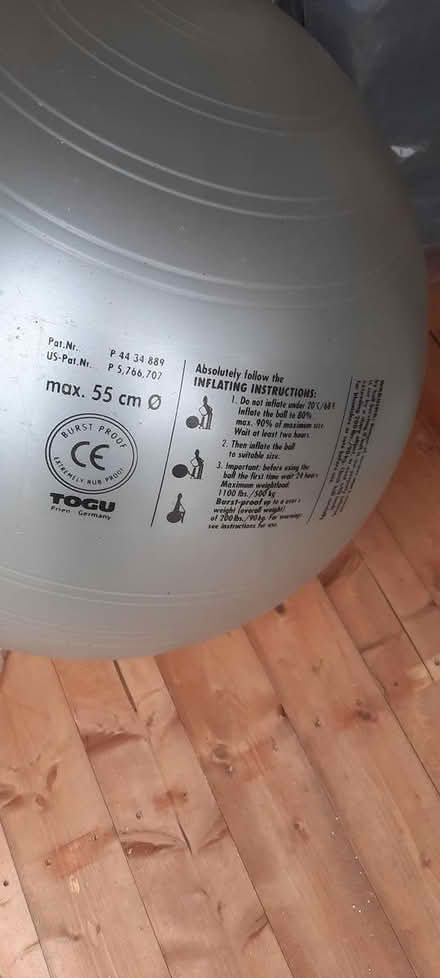 Pat.Nr. P 44 34 889
US-Pat.Nr. P 5,766,707
max. 55 cm Ø
BURST PROOF
CE
EXTREMELY RUB PROOF
TOGU
Prien, Germany
Absolutely follow the
INFLATING INSTRUCTIONS:
1. Do not inflate under 20°C/68 F.
Inflate the ball to 80%
max. 90% of maximum size.
Wait at least two hours.
2. Then inflate the ball
to suitable size.
3. Important: before using the
ball the first time wait 24 hours
Maximum weightload:
1100 lbs./500 kg
Burst-proof up to a user's
weight (overall weight)
of 200 lbs./90 kg. For warnings
see instructions for use.